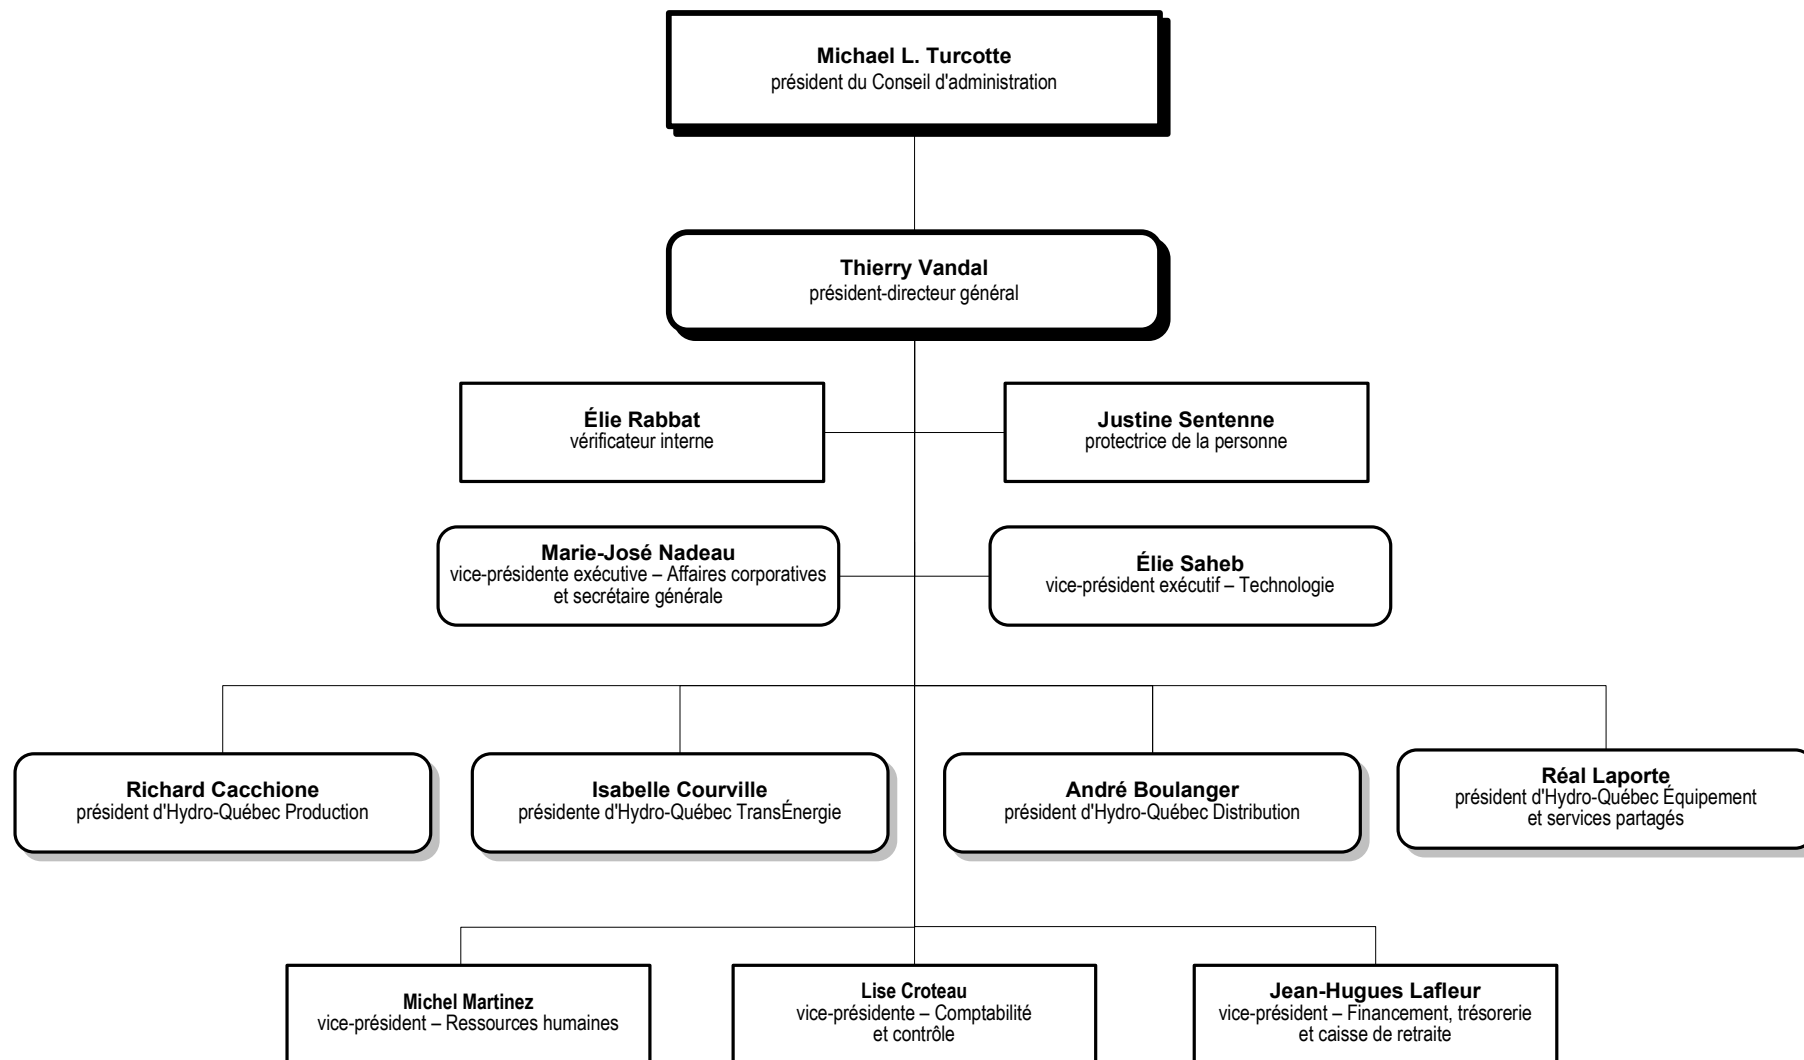 Michael L. Turcotte
président du Conseil d'administration
Thierry Vandal
président-directeur général
Élie Rabbat
vérificateur interne
Justine Sentenne
protectrice de la personne
Marie-José Nadeau
vice-présidente exécutive – Affaires corporatives
et secrétaire générale
Élie Saheb
vice-président exécutif – Technologie
Richard Cacchione
président d'Hydro-Québec Production
Isabelle Courville
présidente d'Hydro-Québec TransÉnergie
André Boulanger
président d'Hydro-Québec Distribution
Réal Laporte
président d'Hydro-Québec Équipement
et services partagés
Michel Martinez
vice-président – Ressources humaines
Lise Croteau
vice-présidente – Comptabilité
et contrôle
Jean-Hugues Lafleur
vice-président – Financement, trésorerie
et caisse de retraite